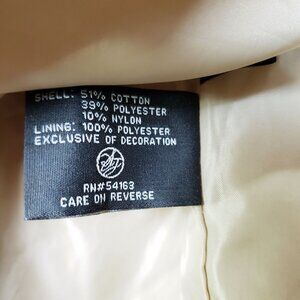 SHELL: 51% COTTON
39% POLYESTER
10% NYLON
LINING: 100% POLYESTER
EXCLUSIVE OF DECORATION
RN#54163
CARE ON REVERSE